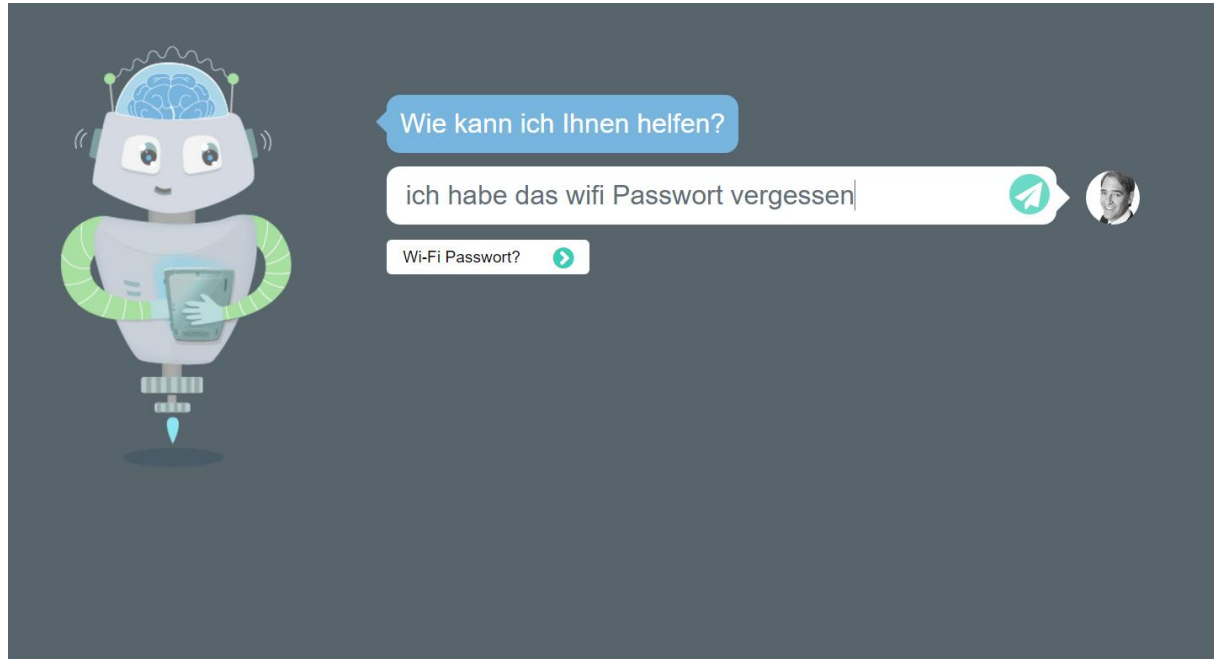 Wie kann ich Ihnen helfen?
ich habe das wifi Passwort vergessen
Wi-Fi Passwort?